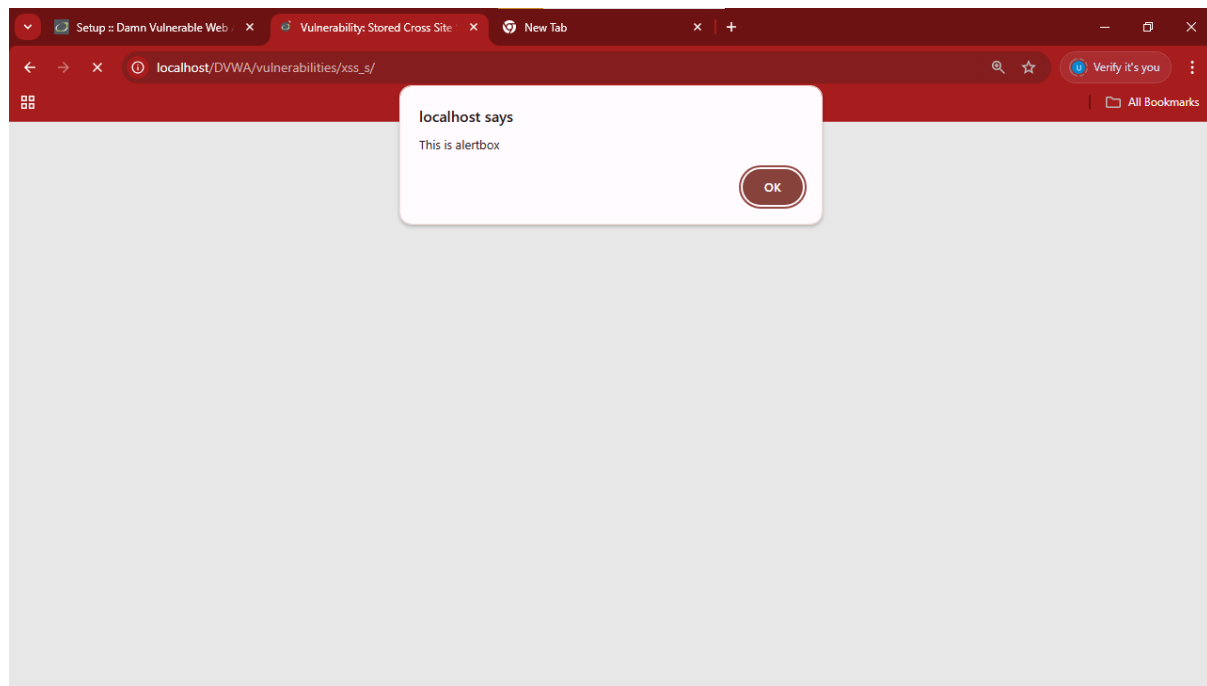 Setup :: Damn Vulnerable Web A
Vulnerability: Stored Cross Site S
New Tab
localhost/DVWA/vulnerabilities/xss_s/
U
Verify it's you
All Bookmarks
localhost says
This is alertbox
OK